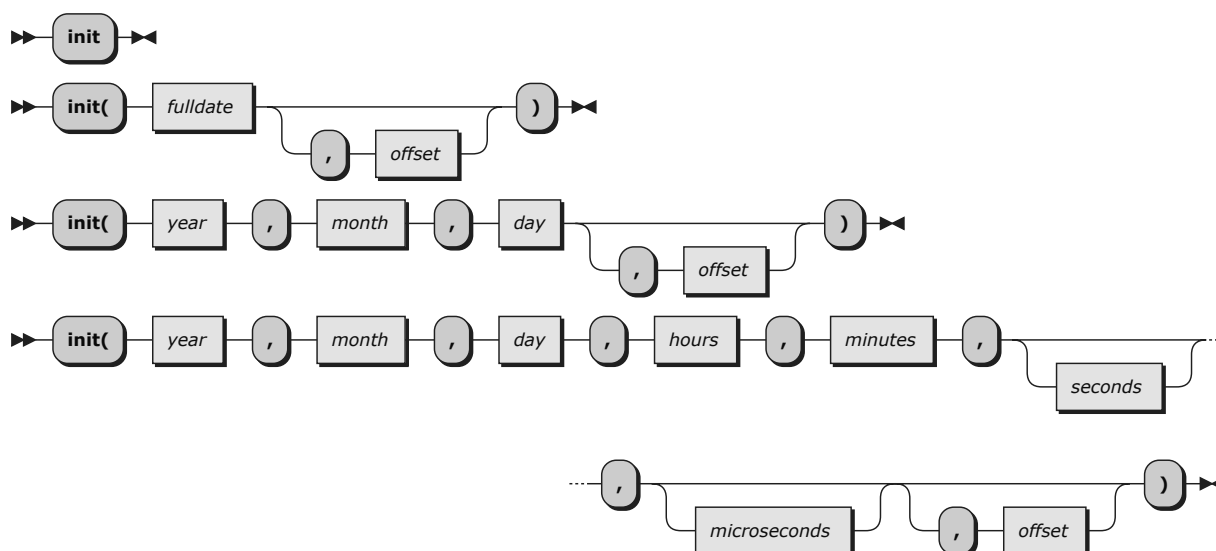 init
init( fulldate )
, offset
init( year , month , day )
, offset
init( year , month , day , hours , minutes ,
seconds
, )
microseconds , offset